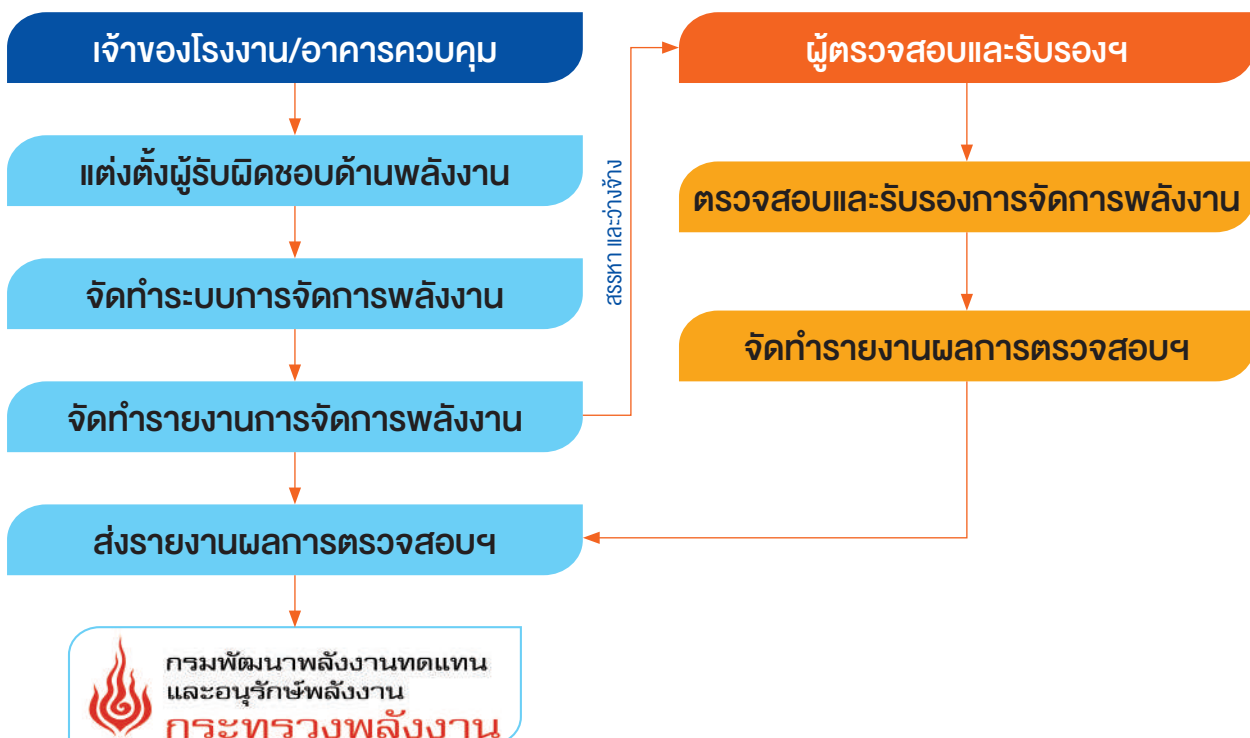 เจ้าของโรงงาน/อาคารควบคุม
แต่งตั้งผู้รับผิดชอบด้านพลังงาน
จัดทำระบบการจัดการพลังงาน
จัดทำรายงานการจัดการพลังงาน
ส่งรายงานผลการตรวจสอบฯ
สรรหา และว่างจ้าง
ผู้ตรวจสอบและรับรองฯ
ตรวจสอบและรับรองการจัดการพลังงาน
จัดทำรายงานผลการตรวจสอบฯ
กรมพัฒนาพลังงานทดแทน
และอนุรักษ์พลังงาน
กระทรวงพลังงาน